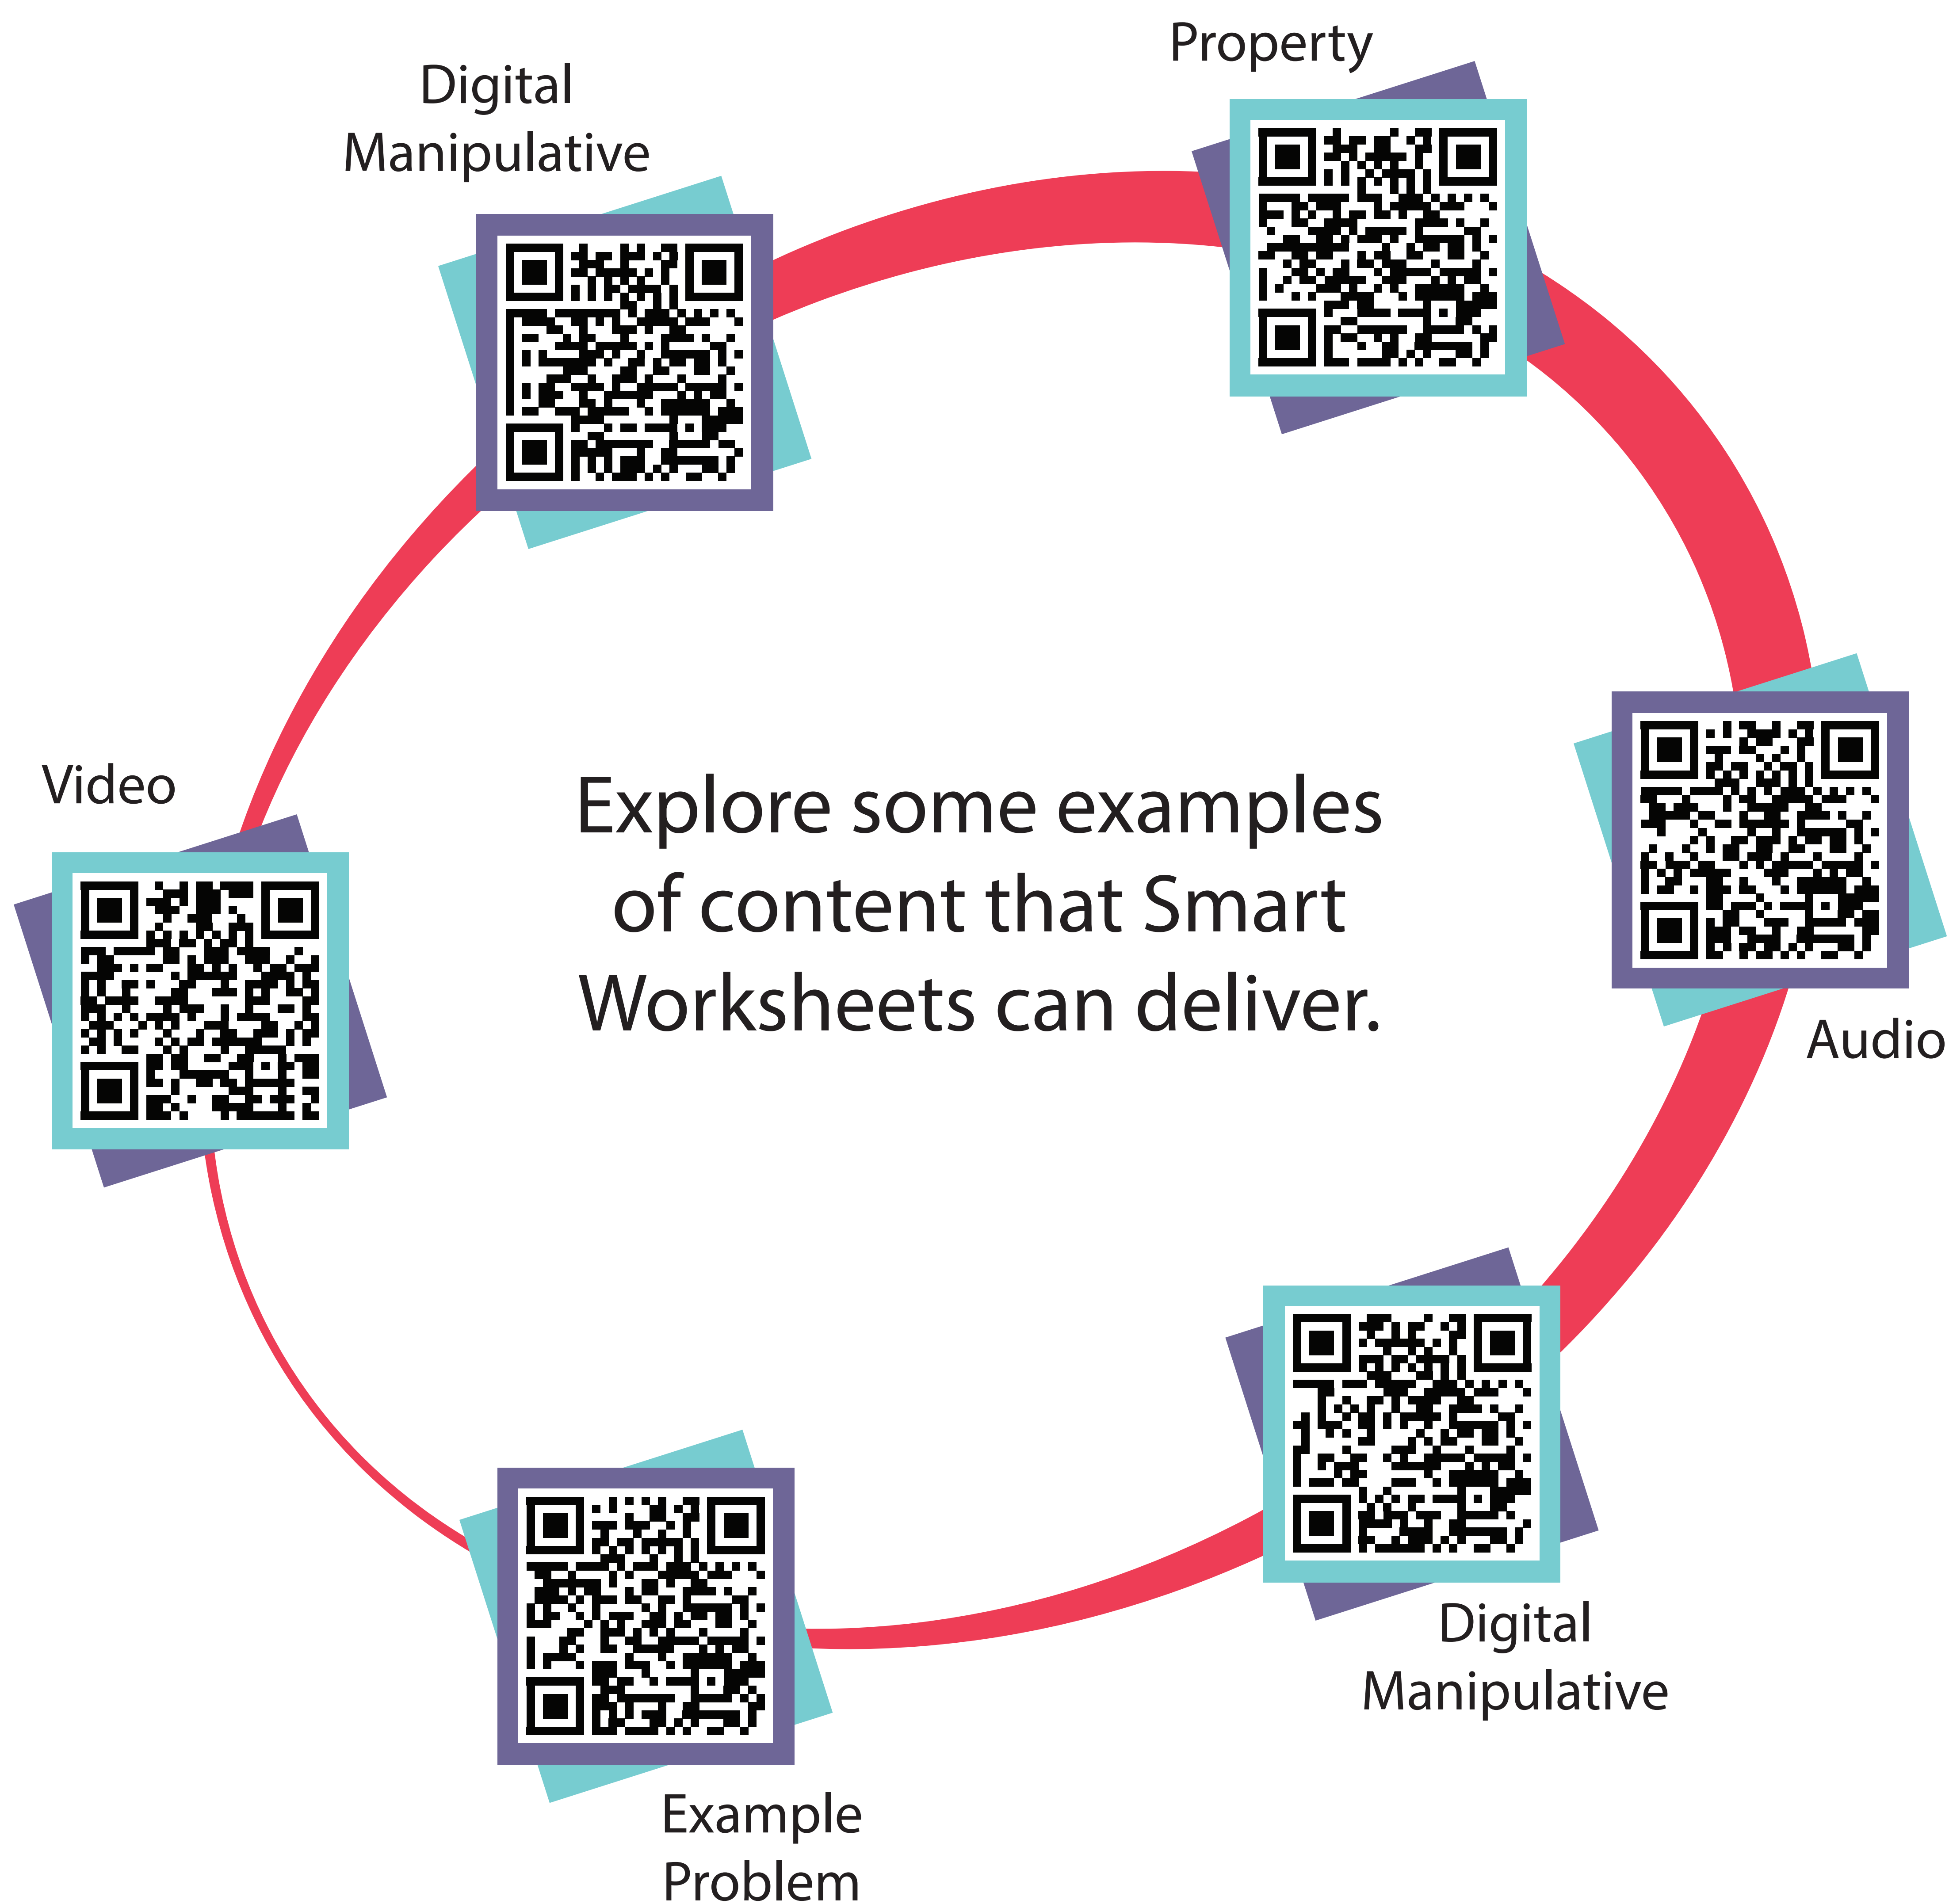 Property
Digital
Manipulative
Video
Explore some examples
of content that Smart
Worksheets can deliver.
Audio
Digital
Manipulative
Example
Problem